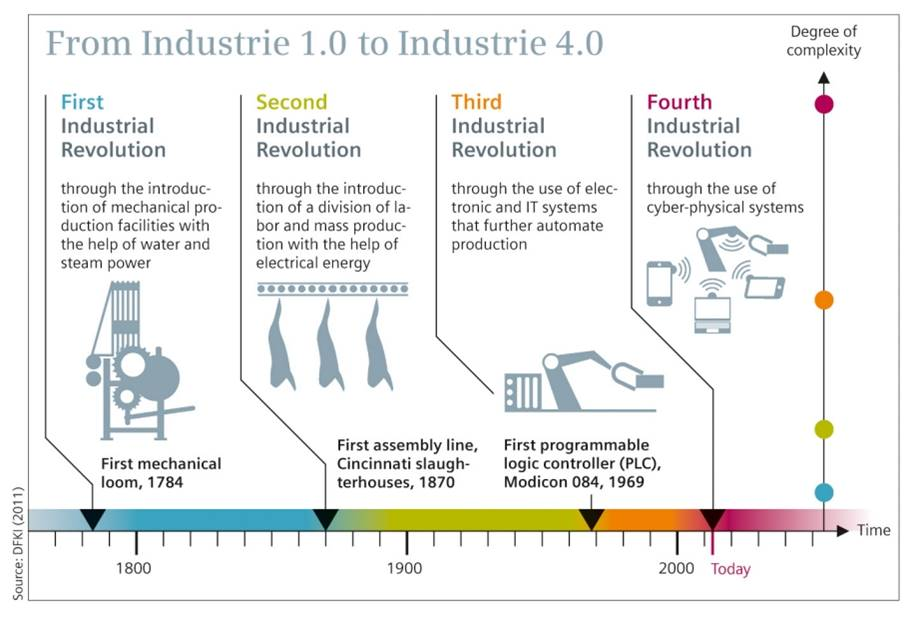 From Industrie 1.0 to Industrie 4.0
Degree of
complexity
First
Industrial
Revolution
through the introduc-
tion of mechanical pro-
duction facilities with
the help of water and
steam power
Second
Industrial
Revolution
through the introduc-
tion of a division of la-
bor and mass produc-
tion with the help of
electrical energy
Third
Industrial
Revolution
through the use of elec-
tronic and IT systems
that further automate
production
Fourth
Industrial
Revolution
through the use of
cyber-physical systems
First mechanical
loom, 1784
First assembly line,
Cincinnati slaugh-
terhouses, 1870
First programmable
logic controller (PLC),
Modicon 084, 1969
Time
1800
1900
2000
Today
Source: DFKI (2011)